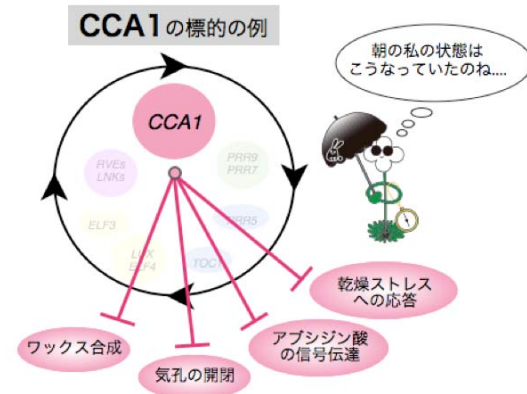 CCA1の標的の例
朝の私の状態は
こうなっていたのね....
CCA1
RVEs
LNKs
PRR9
PRR7
ELF3
PRR5
LUX
ELF4
TOC1
乾燥ストレス
への応答
ワックス合成
アブシジン酸
の信号伝達
気孔の開閉